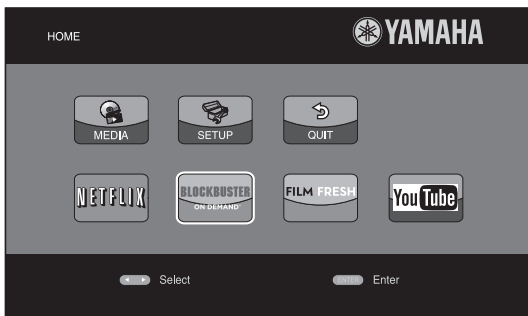 HOME
YAMAHA
MEDIA
SETUP
QUIT
NETFLIX
BLOCKBUSTER
ON DEMAND
FILM FRESH
YouTube
Select
ENTER Enter